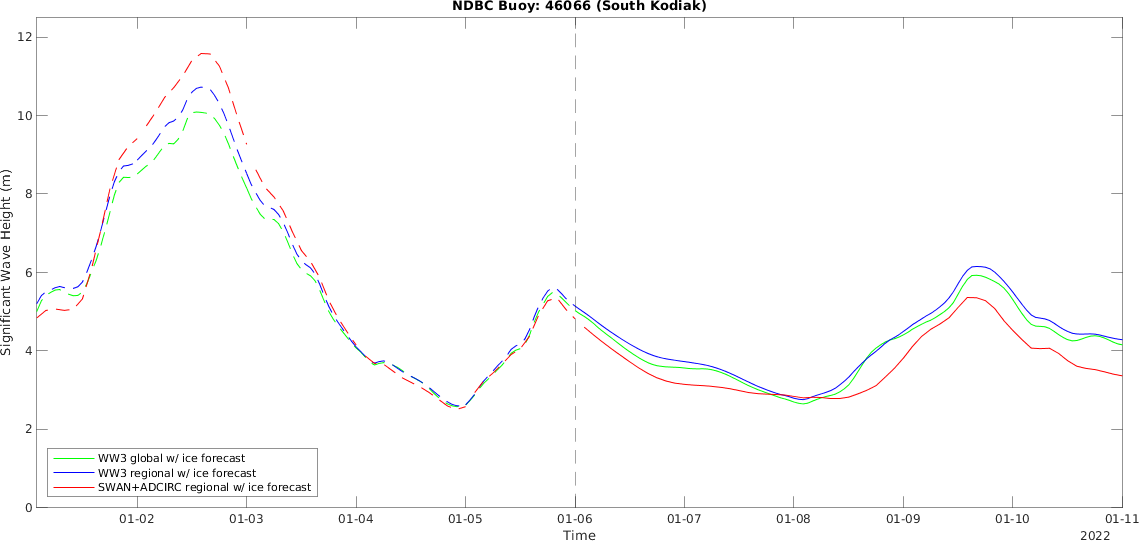 NDBC Buoy: 46066 (South Kodiak)
Significant Wave Height (m)
12
10
8
6
4
2
0
WW3 global w/ ice forecast
WW3 regional w/ ice forecast
SWAN+ADCIRC regional w/ ice forecast
01-02 01-03 01-04 01-05 01-06 01-07 01-08 01-09 01-10 01-11
Time
2022